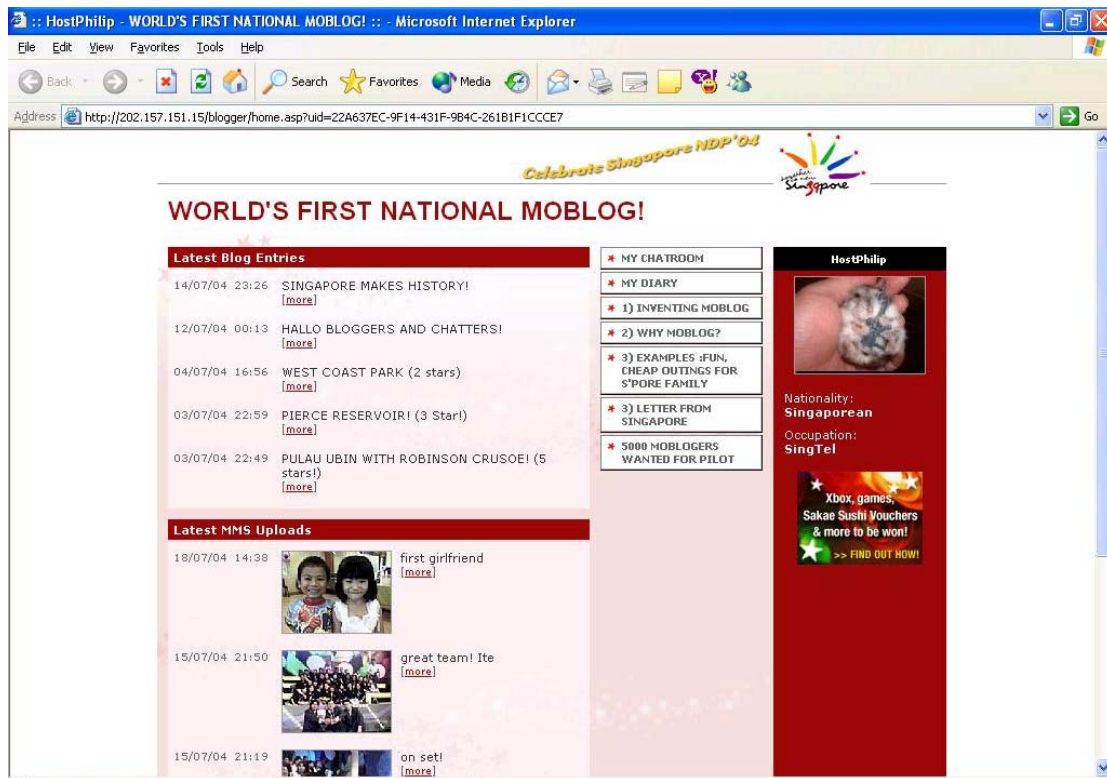 :: HostPhilip - WORLD'S FIRST NATIONAL MOBLOG! :: - Microsoft Internet Explorer
File Edit View Favorites Tools Help
Back Search Favorites Media
Address http://202.157.151.15/blogger/home.asp?uid=22A637EC-9F14-431F-9B4C-261B1F1CCCE7 Go
Celebrate Singapore NDP'04
Singapore
WORLD'S FIRST NATIONAL MOBLOG!
Latest Blog Entries
14/07/04 23:26 SINGAPORE MAKES HISTORY!
[more]
12/07/04 00:13 HALLO BLOGGERS AND CHATTERS!
[more]
04/07/04 16:56 WEST COAST PARK (2 stars)
[more]
03/07/04 22:59 PIERCE RESERVOIR! (3 Star!)
[more]
03/07/04 22:49 PULAU UBIN WITH ROBINSON CRUSOE! (5
stars!)
[more]
Latest MMS Uploads
18/07/04 14:38 first girlfriend
[more]
15/07/04 21:50 great team! Ite
[more]
15/07/04 21:19 on set!
[more]
MY CHATROOM
MY DIARY
1) INVENTING MOBLOG
2) WHY MOBLOG?
3) EXAMPLES :FUN,
CHEAP OUTINGS FOR
S'PORE FAMILY
3) LETTER FROM
SINGAPORE
5000 MOBLOGERS
WANTED FOR PILOT
HostPhilip
Nationality:
Singaporean
Occupation:
SingTel
Xbox, games,
Sakae Sushi Vouchers
& more to be won!
>> FIND OUT HOW!